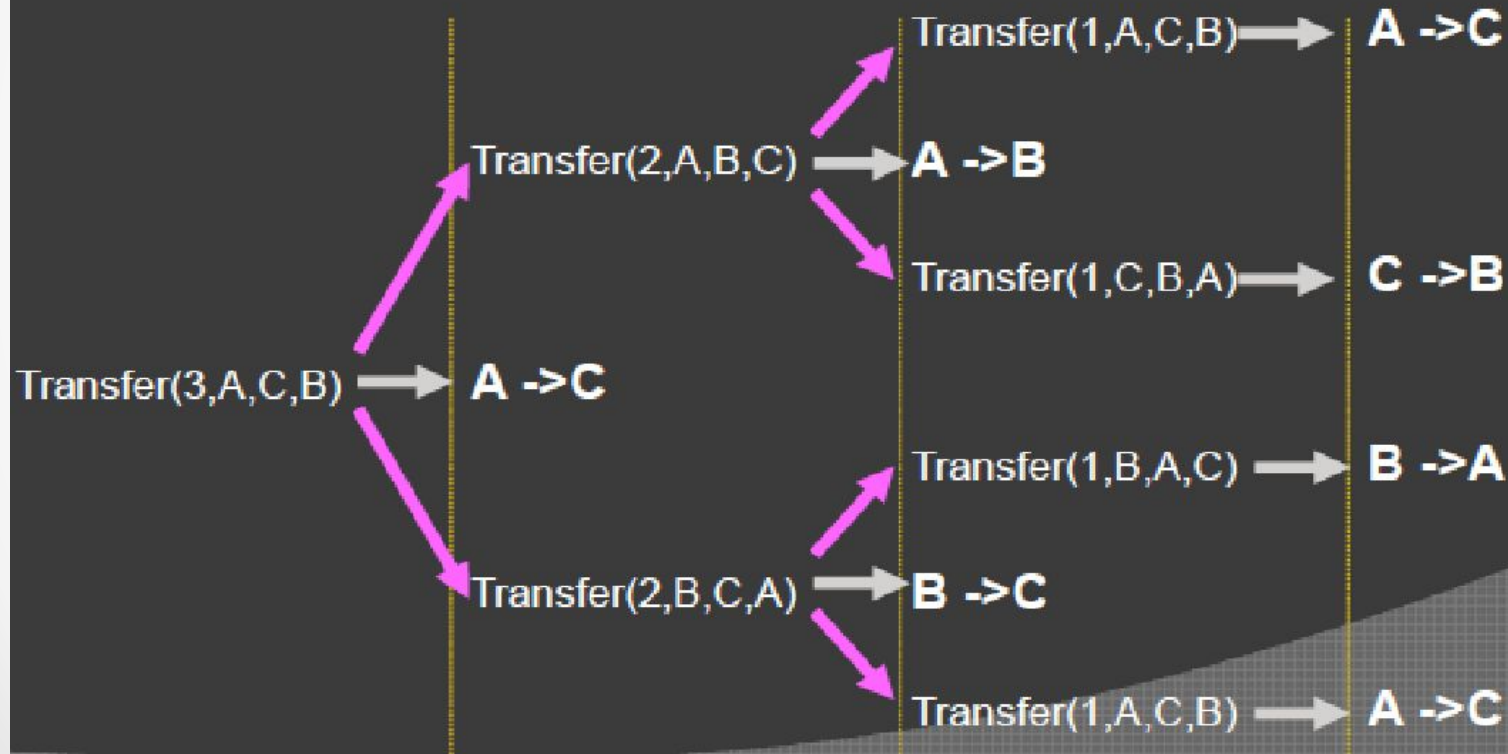 Transfer(1,A,C,B) A ->C
Transfer(2,A,B,C) A ->B
Transfer(1,C,B,A) C ->B
Transfer(3,A,C,B) A ->C
Transfer(1,B,A,C) B ->A
Transfer(2,B,C,A) B ->C
Transfer(1,A,C,B) A ->C